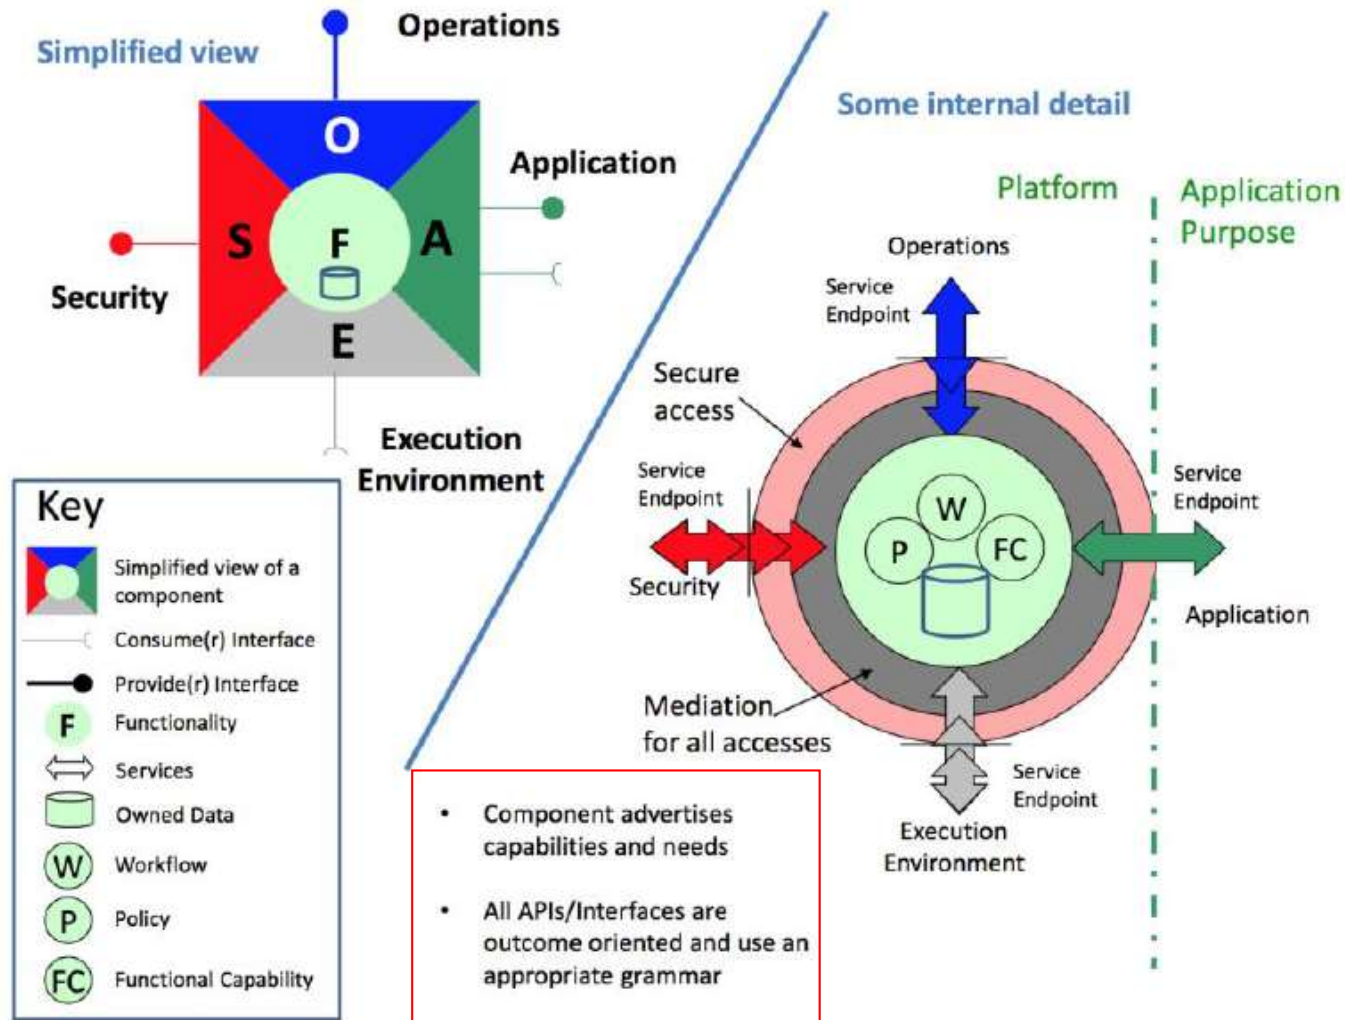 Simplified view
Operations
O
Application
S
F
A
Security
E
Execution
Environment
Key
Simplified view of a
component
Consume(r) Interface
Provide(r) Interface
F
Functionality
Services
Owned Data
W
Workflow
P
Policy
FC
Functional Capability
Some internal detail
Platform
Application
Purpose
Operations
Service
Endpoint
Secure
access
Service
Endpoint
Security
W
P
FC
Service
Endpoint
Application
Mediation
for all accesses
Service
Endpoint
Execution
Environment
• Component advertises
capabilities and needs
• All APIs/Interfaces are
outcome oriented and use an
appropriate grammar